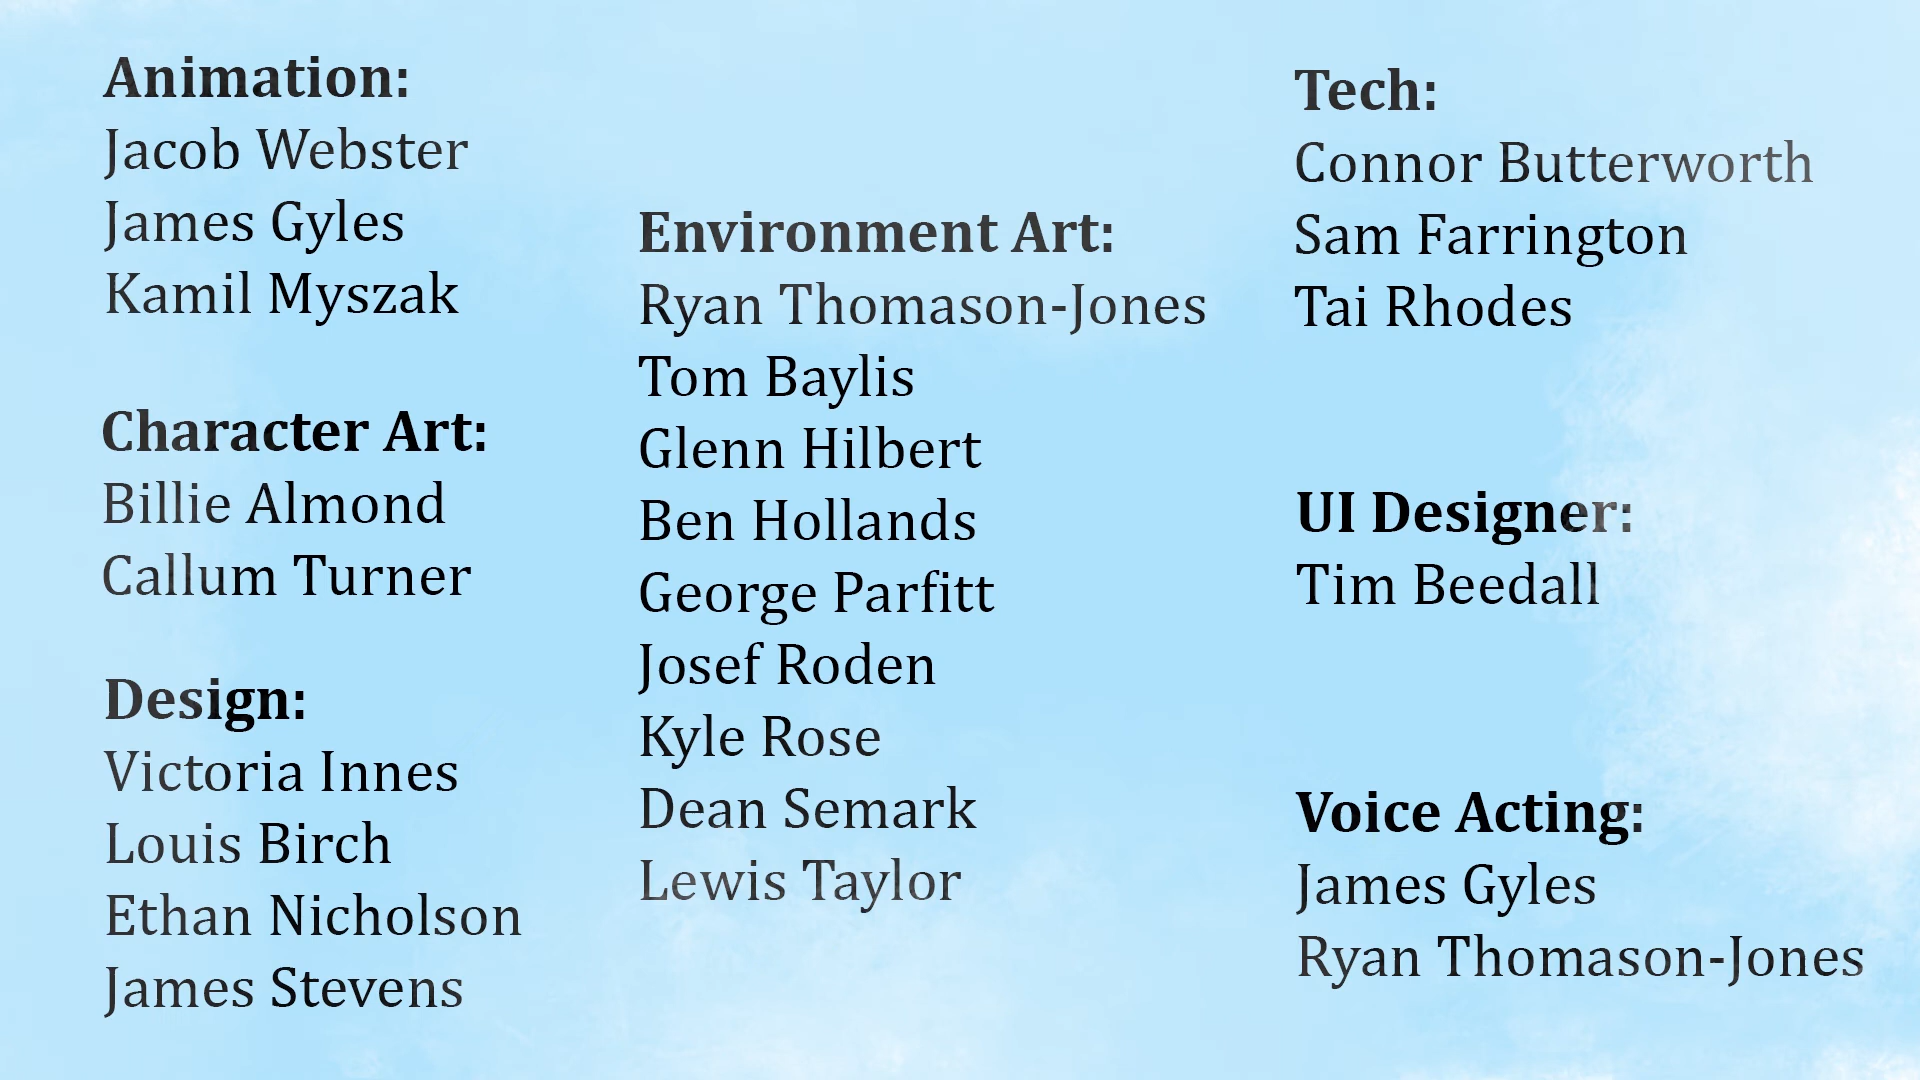 Animation:
Jacob Webster
James Gyles
Kamil Myszak
Character Art:
Billie Almond
Callum Turner
Design:
Victoria Innes
Louis Birch
Ethan Nicholson
James Stevens
Environment Art:
Ryan Thomason-Jones
Tom Baylis
Glenn Hilbert
Ben Hollands
George Parfitt
Josef Roden
Kyle Rose
Dean Semark
Lewis Taylor
Tech:
Connor Butterworth
Sam Farrington
Tai Rhodes
UI Designer:
Tim Beedall
Voice Acting:
James Gyles
Ryan Thomason-Jones